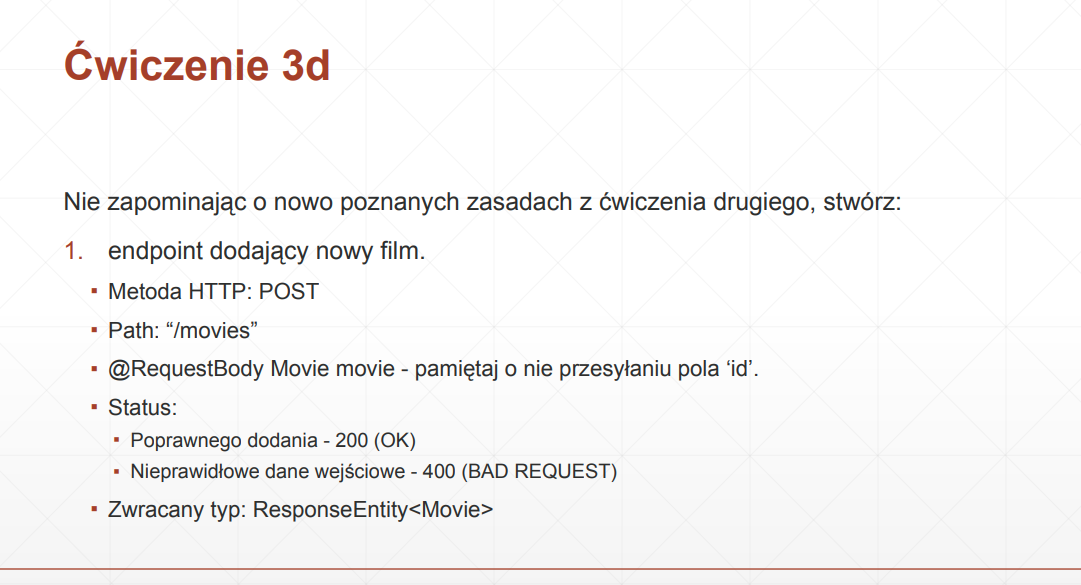 Ćwiczenie 3d
Nie zapominając o nowo poznanych zasadach z ćwiczenia drugiego, stwórz:
1. endpoint dodający nowy film.
▪ Metoda HTTP: POST
▪ Path: “/movies”
▪ @RequestBody Movie movie - pamiętaj o nie przesyłaniu pola ‘id’.
▪ Status:
▪ Poprawnego dodania - 200 (OK)
▪ Nieprawidłowe dane wejściowe - 400 (BAD REQUEST)
▪ Zwracany typ: ResponseEntity<Movie>